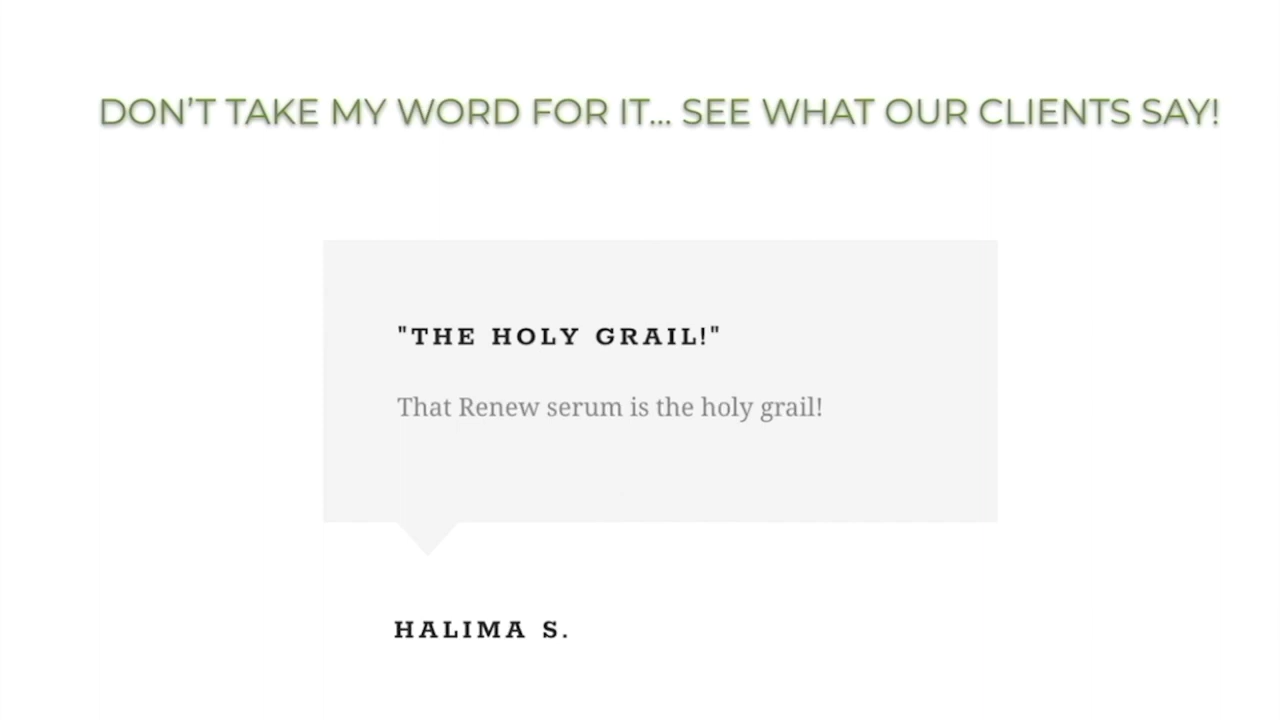 DON’T TAKE MY WORD FOR IT... SEE WHAT OUR CLIENTS SAY!
"THE HOLY GRAIL!"
That Renew serum is the holy grail!
HALIMA S.